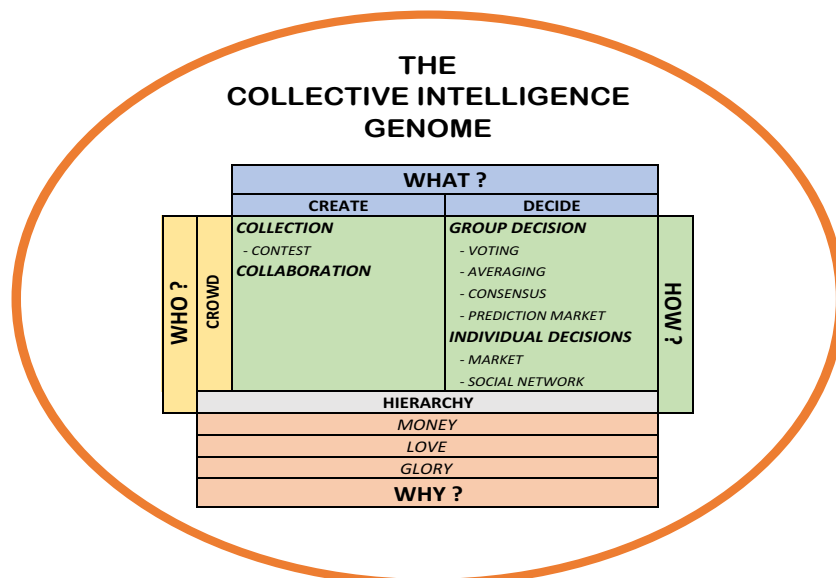 THE
COLLECTIVE INTELLIGENCE
GENOME
WHAT ?
CREATE
DECIDE
WHO ?
CROWD
COLLECTION
- CONTEST
COLLABORATION
GROUP DECISION
- VOTING
- AVERAGING
- CONSENSUS
- PREDICTION MARKET
INDIVIDUAL DECISIONS
- MARKET
- SOCIAL NETWORK
HOW ?
HIERARCHY
MONEY
LOVE
GLORY
WHY ?